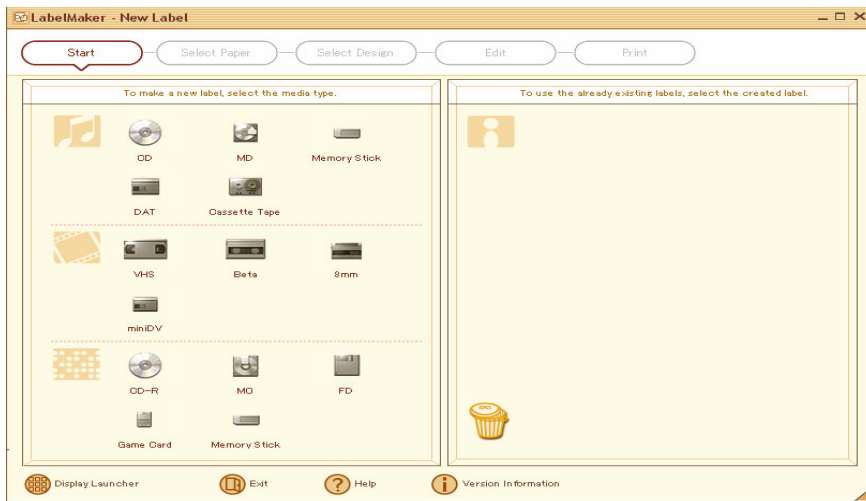 LabelMaker - New Label
Start
Select Paper
Select Design
Edit
Print
To make a new label, select the media type.
CD
MD
Memory Stick
DAT
Cassette Tape
VHS
Beta
8mm
miniDV
CD-R
MO
FD
Game Card
Memory Stick
To use the already existing labels, select the created label.
Display Launcher
Exit
Help
Version Information